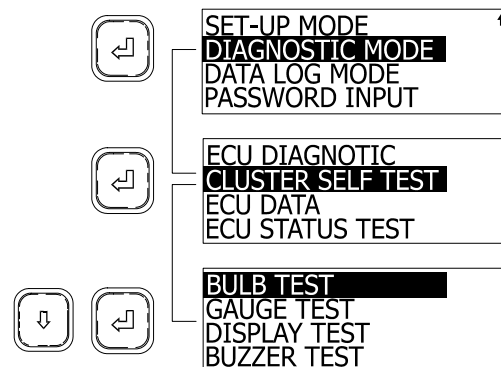 SET-UP MODE
DIAGNOSTIC MODE
DATA LOG MODE
PASSWORD INPUT
ECU DIAGNOTIC
CLUSTER SELF TEST
ECU DATA
ECU STATUS TEST
BULB TEST
GAUGE TEST
DISPLAY TEST
BUZZER TEST